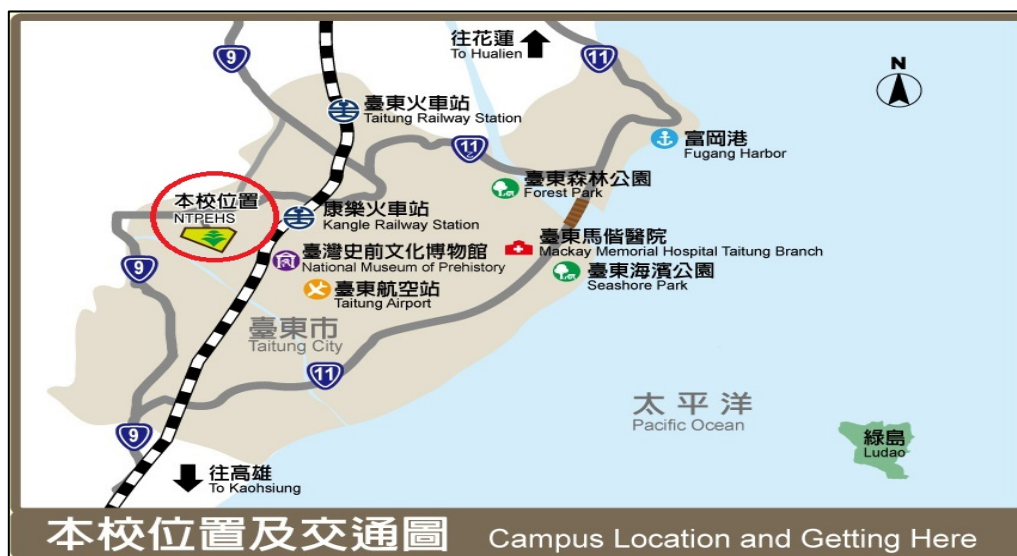 往花蓮
To Hualien
9
11
N
臺東火車站
Taitung Railway Station
11乙
富岡港
Fugang Harbor
臺東森林公園
Forest Park
本校位置
NTPEHS
康樂火車站
Kangle Railway Station
臺東馬偕醫院
Mackay Memorial Hospital Taitung Branch
臺灣史前文化博物館
National Museum of Prehistory
9
臺東海濱公園
Seashore Park
臺東航空站
Taitung Airport
臺東市
Taitung City
11
太平洋
Pacific Ocean
9
綠島
Ludao
往高雄
To Kaohsiung
本校位置及交通圖 Campus Location and Getting Here